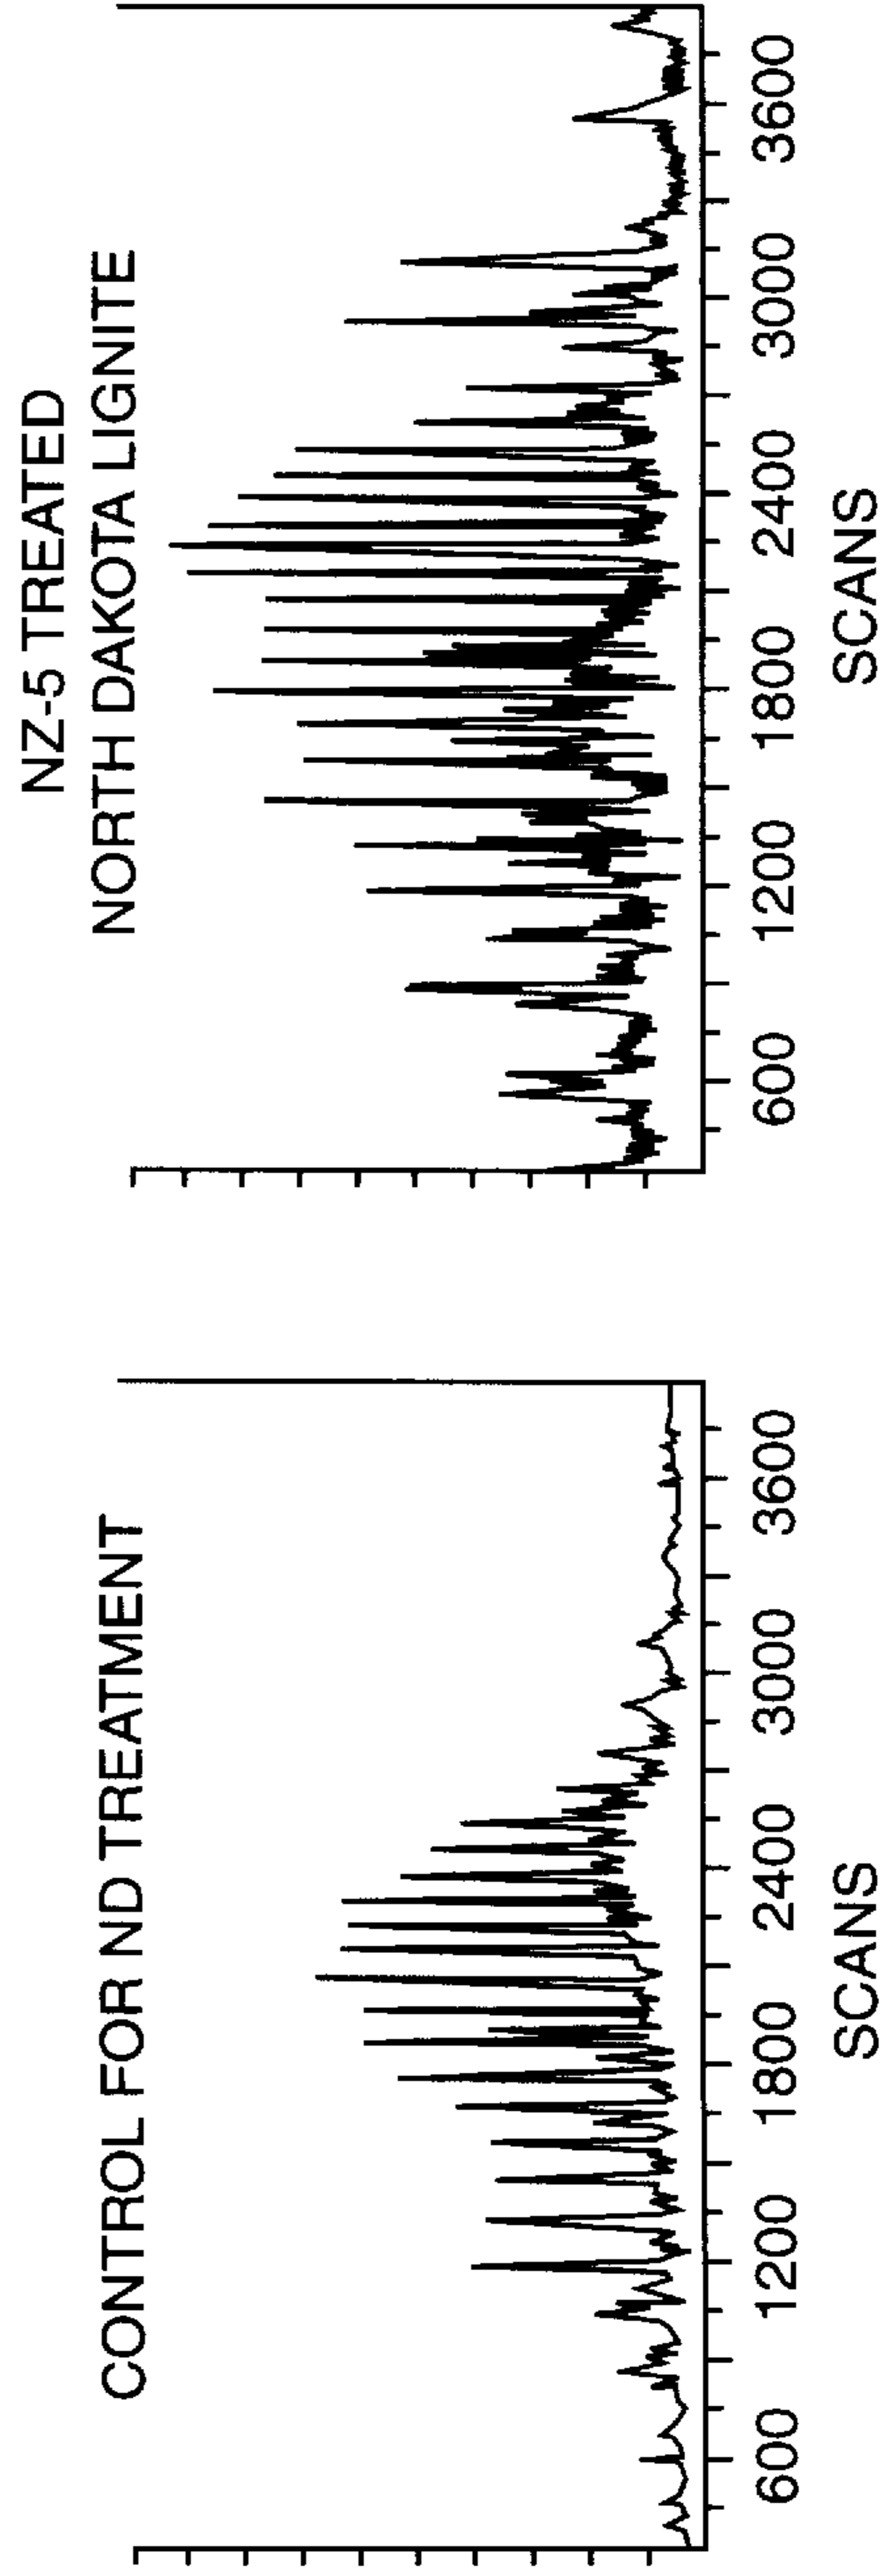 CONTROL FOR ND TREATMENT
600 1200 1800 2400 3000 3600
SCANS
NZ-5 TREATED
NORTH DAKOTA LIGNITE
600 1200 1800 2400 3000 3600
SCANS